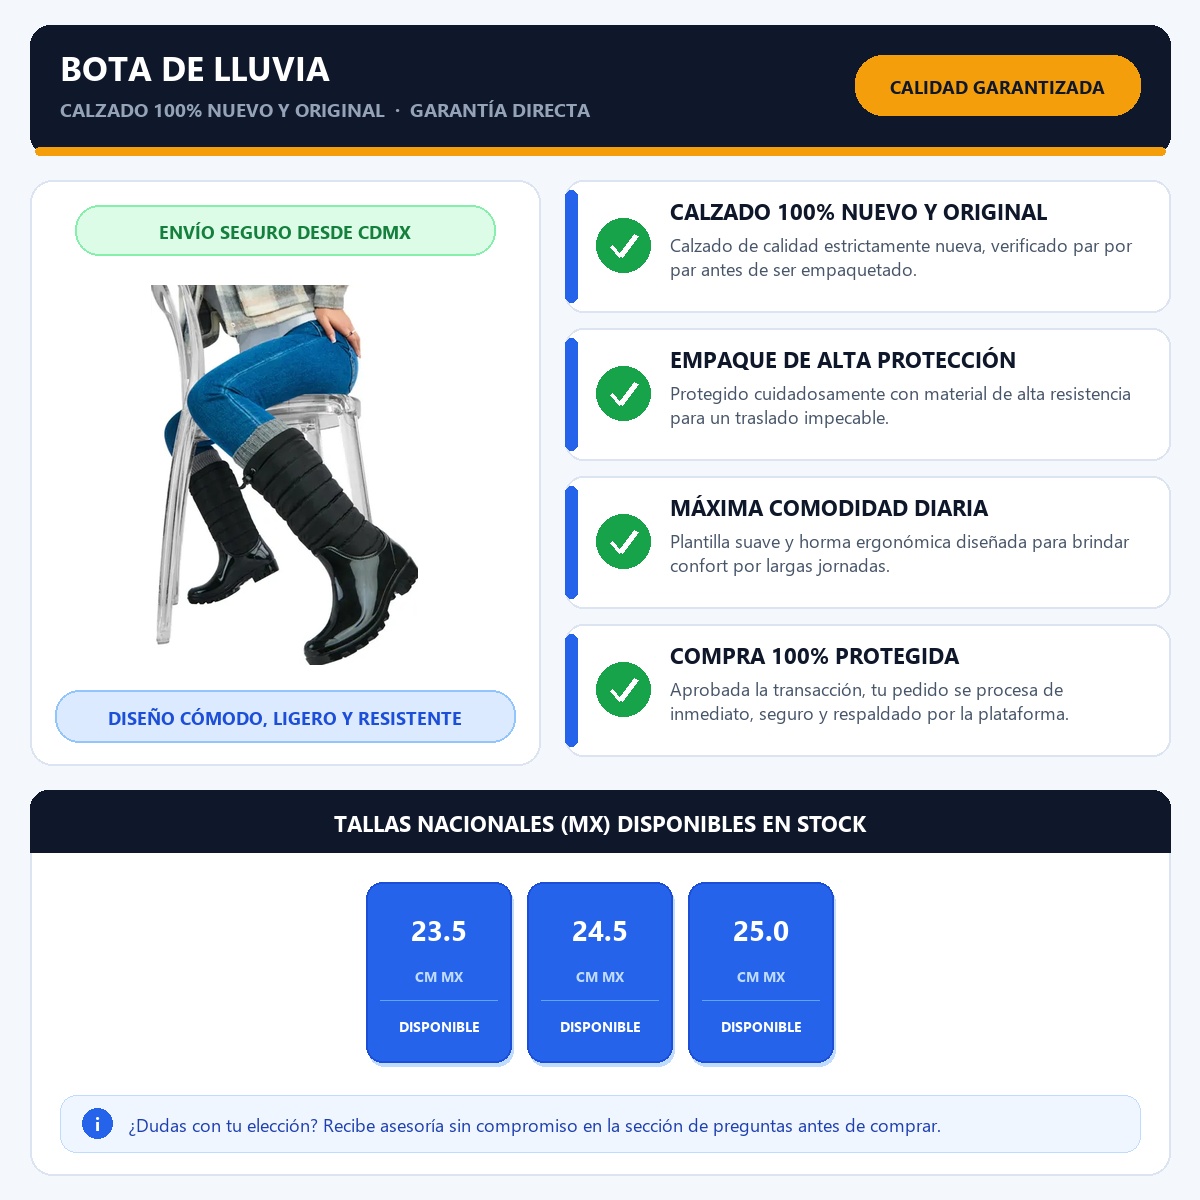 BOTA DE LLUVIA
CALZADO 100% NUEVO Y ORIGINAL · GARANTÍA DIRECTA
CALIDAD GARANTIZADA
ENVÍO SEGURO DESDE CDMX
DISEÑO CÓMODO, LIGERO Y RESISTENTE
CALZADO 100% NUEVO Y ORIGINAL
Calzado de calidad estrictamente nueva, verificado par por
par antes de ser empaquetado.
EMPAQUE DE ALTA PROTECCIÓN
Protegido cuidadosamente con material de alta resistencia
para un traslado impecable.
MÁXIMA COMODIDAD DIARIA
Plantilla suave y horma ergonómica diseñada para brindar
confort por largas jornadas.
COMPRA 100% PROTEGIDA
Aprobada la transacción, tu pedido se procesa de
inmediato, seguro y respaldado por la plataforma.
TALLAS NACIONALES (MX) DISPONIBLES EN STOCK
23.5
CM MX
DISPONIBLE
24.5
CM MX
DISPONIBLE
25.0
CM MX
DISPONIBLE
¿Dudas con tu elección? Recibe asesoría sin compromiso en la sección de preguntas antes de comprar.